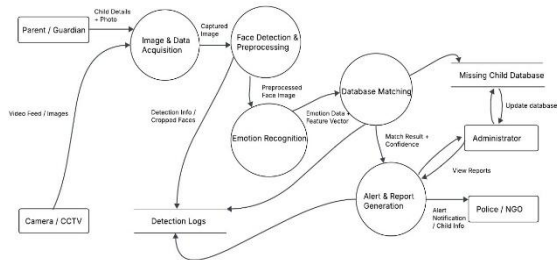 Child Details
+ Photo
Parent / Guardian
Image & Data
Acquisition
Captured
Image
Face Detection &
Preprocessing
Video Feed / Images
Detection Info /
Cropped Faces
Preprocessed
Face Image
Emotion Recognition
Emotion Data +
Feature Vector
Database Matching
Missing Child Database
Update database
Match Result +
Confidence
Administrator
View Reports
Camera / CCTV
Detection Logs
Alert & Report
Generation
Alert
Notification
/ Child Info
Police / NGO